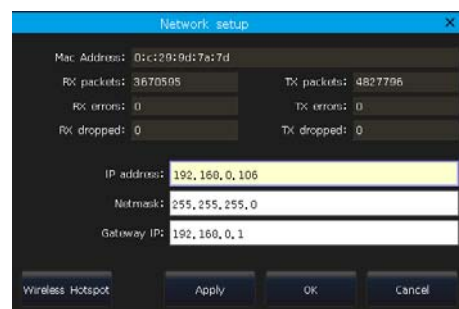 Network setup X
Mac Address: 0:c:29:9d:7a:7d
RX packets: 3670595 TX packets: 4827796
RX errors: 0 TX errors: 0
RX dropped: 0 TX dropped: 0
IP address: 192.168.0.106
Netmask: 255.255.255.0
Gateway IP: 192.168.0.1
Wireless Hotspot Apply OK Cancel